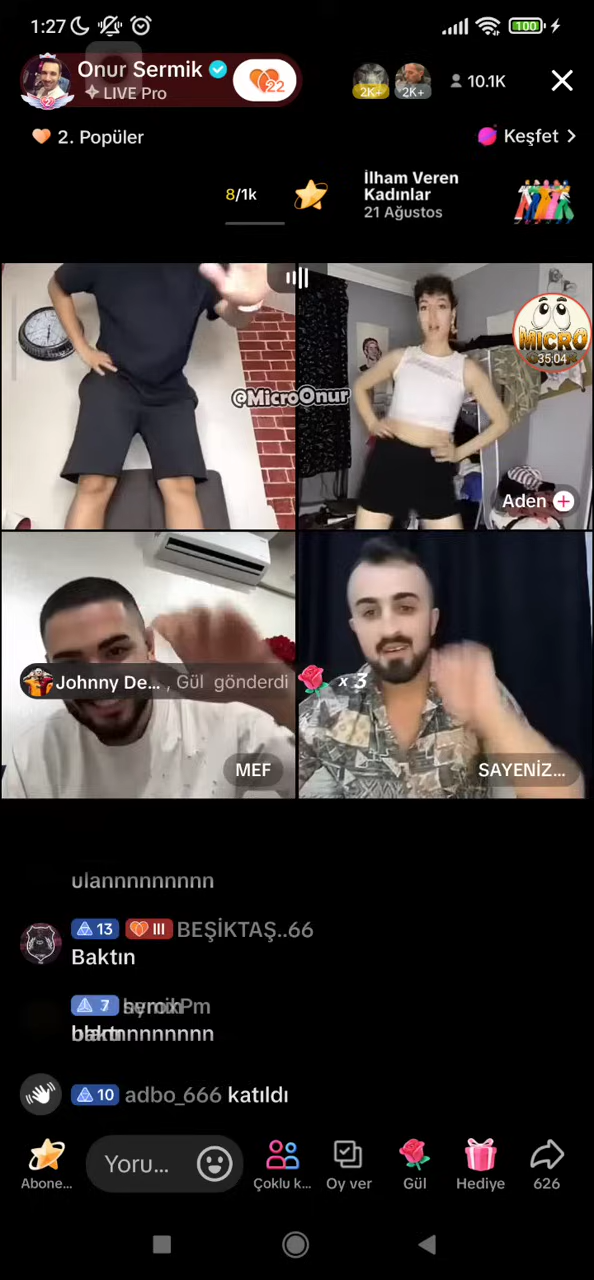 1:27
100
Onur Sermik
LIVE Pro
22
2K+
2K+
10.1K
2. Popüler
Keşfet
8/1k
İlham Veren
Kadınlar
21 Ağustos
MICRO
35:04
@MicroOnur
Aden
Johnny De... , Gül gönderdi
x 3
MEF
SAYENİZ...
ulannnnnnnnnn
13 III BEŞİKTAŞ..66
Baktın
7
10 adbo_666 katıldı
Abone...
Yoru...
Çoklu k...
Oy ver
Gül
Hediye
626